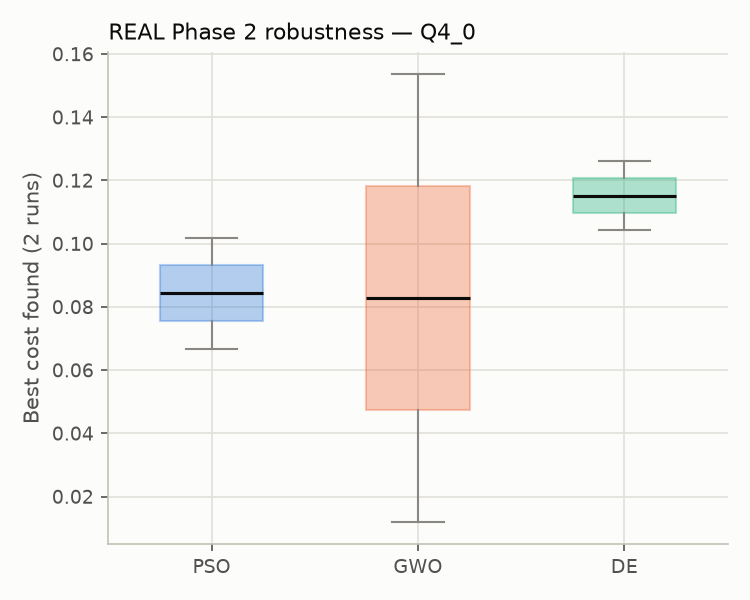 REAL Phase 2 robustness — Q4_0
Best cost found (2 runs)
0.16
0.14
0.12
0.10
0.08
0.06
0.04
0.02
PSO
GWO
DE